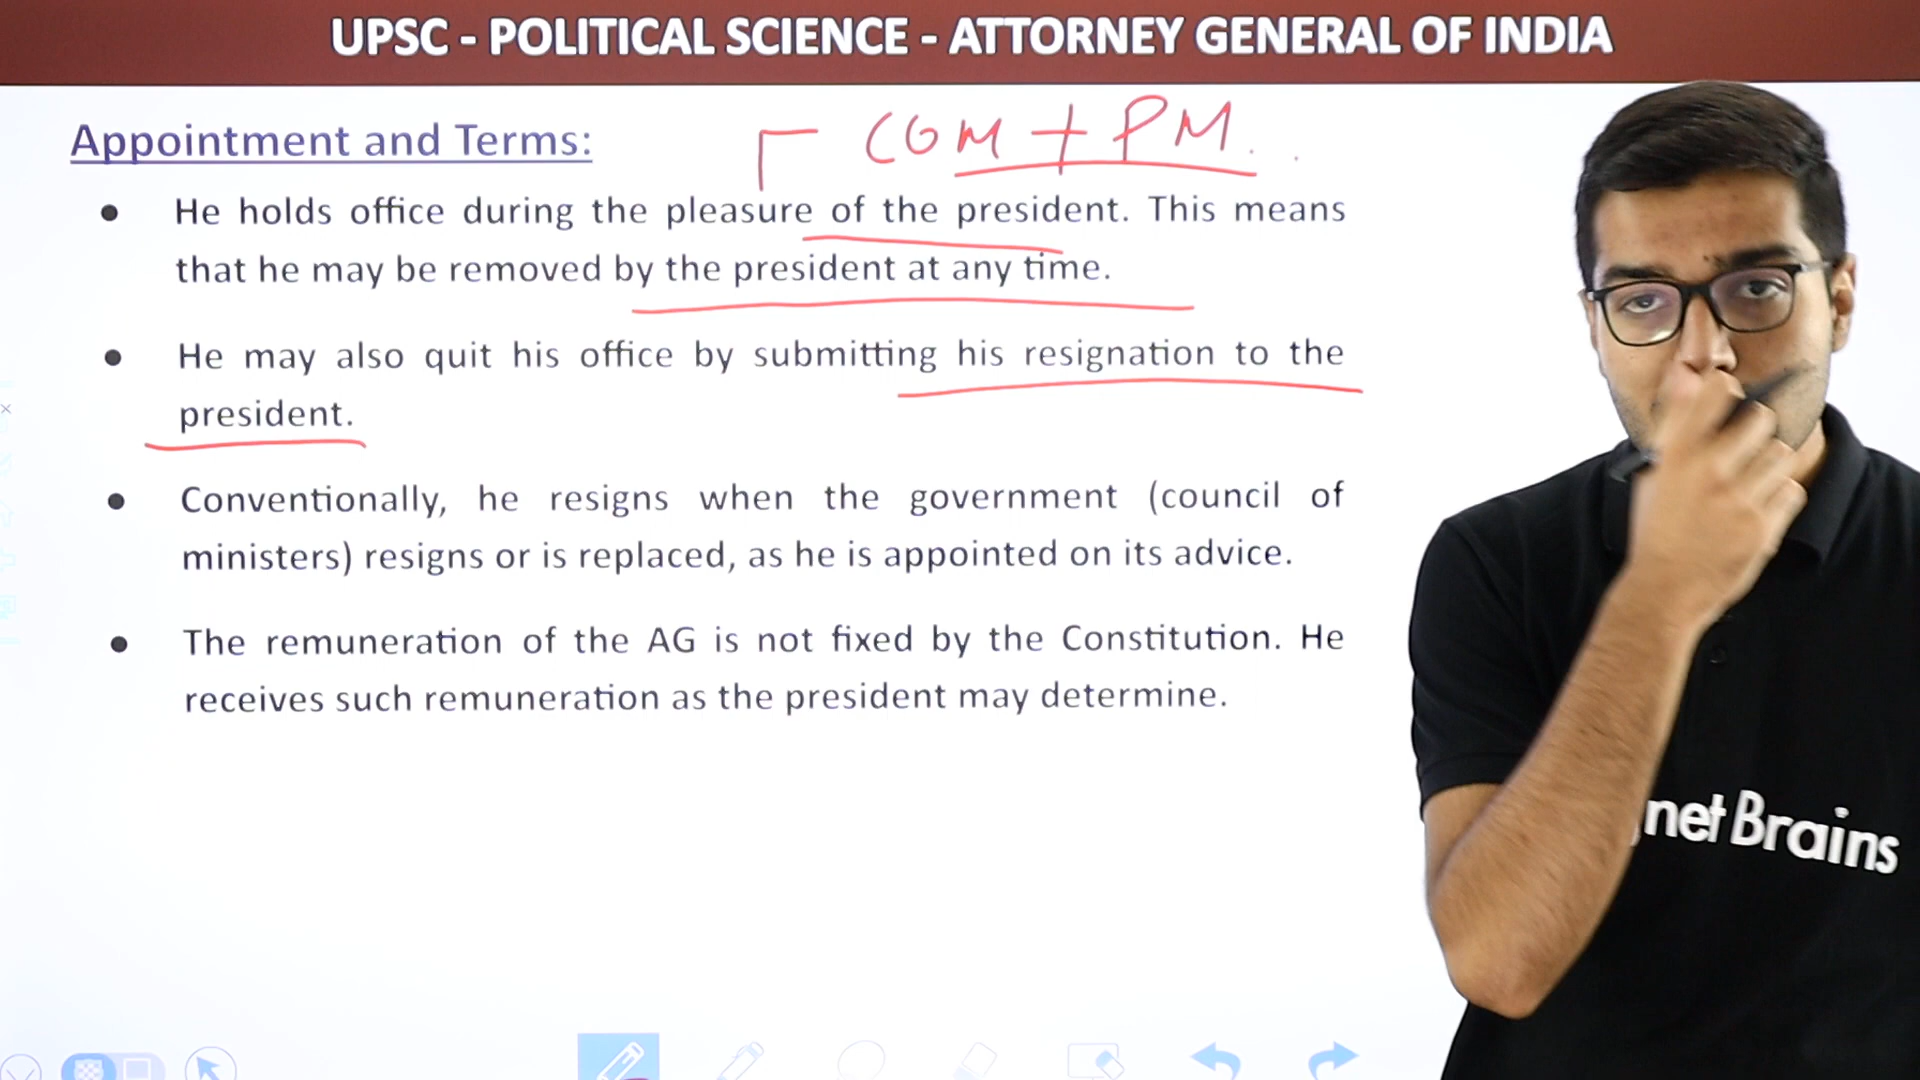 UPSC - POLITICAL SCIENCE - ATTORNEY GENERAL OF INDIA
COM + PM.
Appointment and Terms:
• He holds office during the pleasure of the president. This means
that he may be removed by the president at any time.
• He may also quit his office by submitting his resignation to the
president.
• Conventionally, he resigns when the government (council of
ministers) resigns or is replaced, as he is appointed on its advice.
• The remuneration of the AG is not fixed by the Constitution. He
receives such remuneration as the president may determine.
net Brains